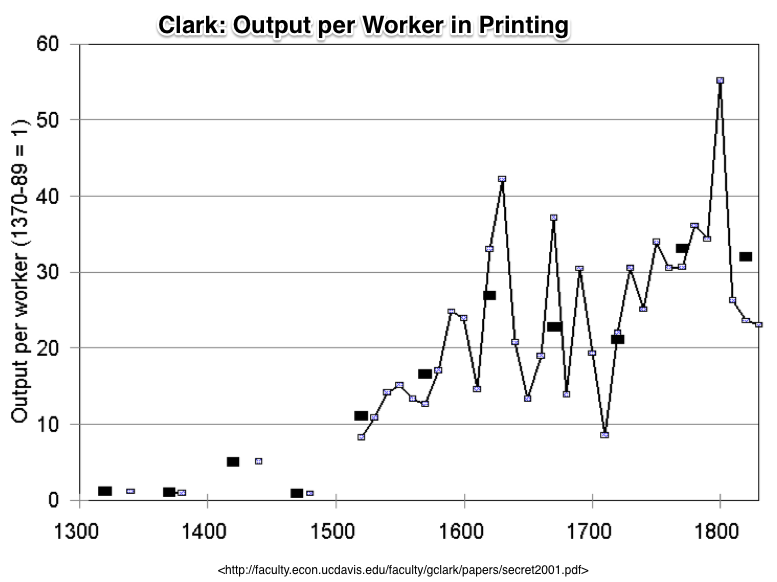 Clark: Output per Worker in Printing
Output per worker (1370-89 = 1)
60
50
40
30
20
10
0
1300 1400 1500 1600 1700 1800
<http://faculty.econ.ucdavis.edu/faculty/gclark/papers/secret2001.pdf>